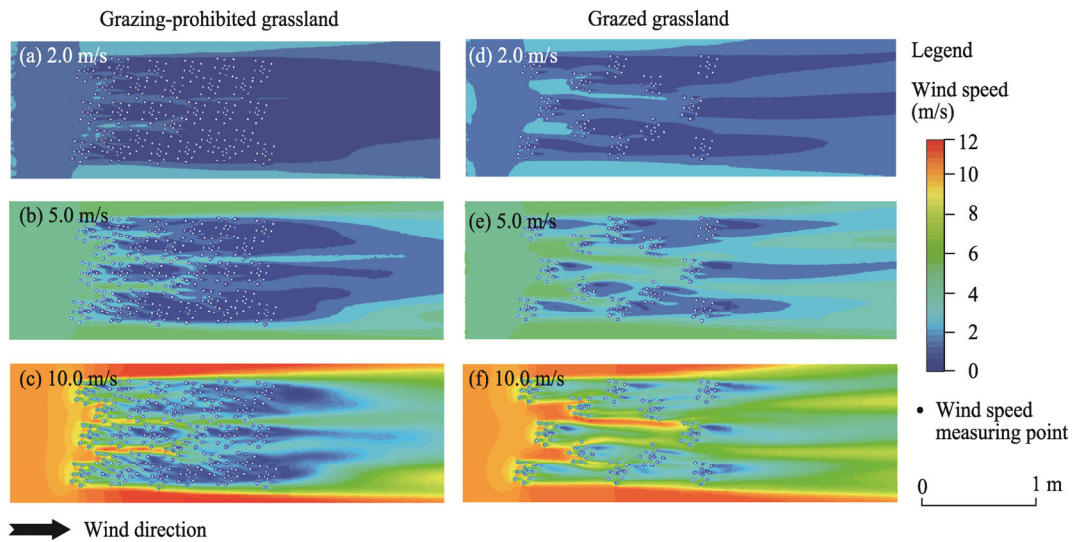 Grazing-prohibited grassland
Grazed grassland
(a) 2.0 m/s
(d) 2.0 m/s
(b) 5.0 m/s
(e) 5.0 m/s
(c) 10.0 m/s
(f) 10.0 m/s
Legend
Wind speed
(m/s)
12
10
8
6
4
2
0
Wind speed
measuring point
0
1 m
Wind direction